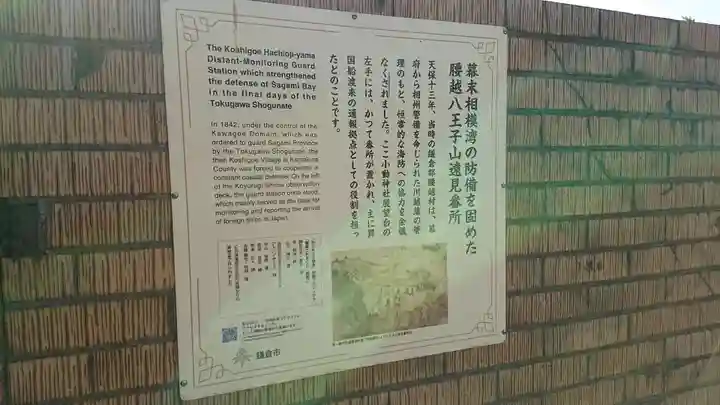 The Koshigoe Hachioji-yama
Distant-Monitoring Guard
Station which strengthened
the defense of Sagami Bay
in the final days of the
Tokugawa Shogunate
In 1842, under the control of the
Kawagoe Domain, which was
ordered to guard Sagami Province
by the Tokugawa Shogunate, the
then Koshigoe Village in Kamakura
County was forced to cooperate in
constant coastal defense. On the left
of the Koyurugi Shrine observation
deck, the guard station once stood,
which mainly served as the base for
monitoring and reporting the arrival
of foreign ships to Japan.
幕末相模湾の防備を固めた
腰越八王子山遠見番所
天保十三年、当時の鎌倉郡腰越村は、幕
府から相州警備を命じられた川越藩の管
理のもと、恒常的な海防への協力を余儀
なくされました。ここ小動神社展望台の
左手には、かつて番所が置かれ、主に異
国船渡来の通報拠点としての役割を担っ
たとのことです。
鎌倉市